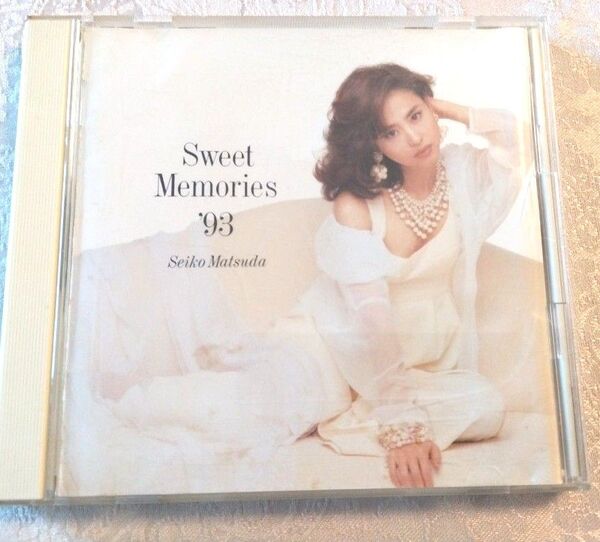 Sweet
Memories
'93
Seiko Matsuda